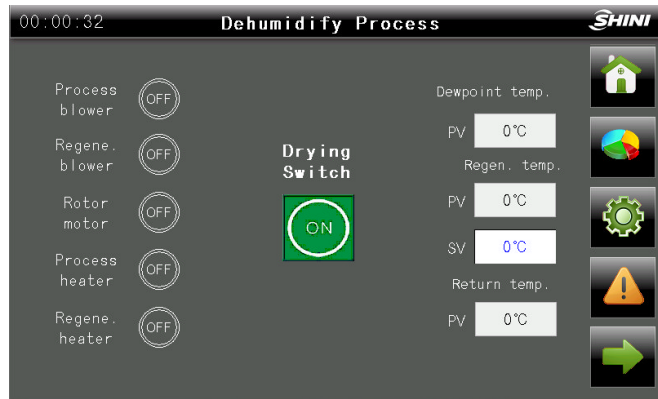 00:00:32
Dehumidify Process
SHINI
Process
blower
OFF
Regene.
blower
OFF
Rotor
motor
OFF
Process
heater
OFF
Regene.
heater
OFF
Drying
Switch
ON
Dewpoint temp.
PV 0℃
Regen. temp.
PV 0℃
SV 0℃
Return temp.
PV 0℃